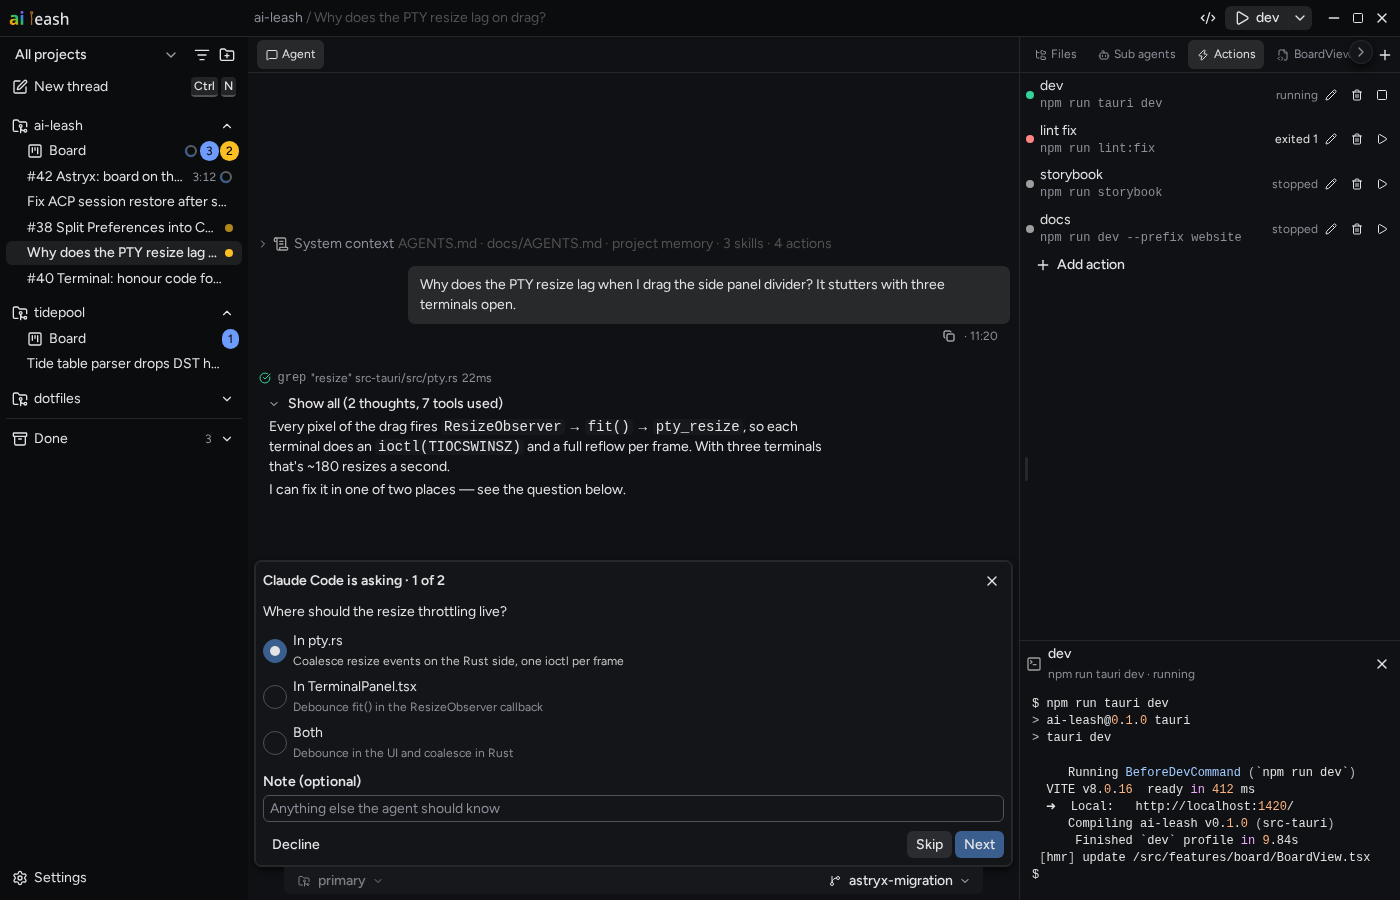 ai leash
ai-leash / Why does the PTY resize lag on drag?
dev
All projects
New thread
Ctrl N
ai-leash
Board
3 2
#42 Astryx: board on th... 3:12
Fix ACP session restore after s...
#38 Split Preferences into C...
Why does the PTY resize lag ...
#40 Terminal: honour code fo...
tidepool
Board
1
Tide table parser drops DST h...
dotfiles
Done 3
Settings
Agent
System context AGENTS.md · docs/AGENTS.md · project memory · 3 skills · 4 actions
Why does the PTY resize lag when I drag the side panel divider? It stutters with three
terminals open.
· 11:20
grep "resize" src-tauri/src/pty.rs 22ms
Show all (2 thoughts, 7 tools used)
Every pixel of the drag fires ResizeObserver → fit() → pty_resize, so each
terminal does an ioctl(TIOCSWINSZ) and a full reflow per frame. With three terminals
that's ~180 resizes a second.
I can fix it in one of two places — see the question below.
Claude Code is asking · 1 of 2
Where should the resize throttling live?
In pty.rs
Coalesce resize events on the Rust side, one ioctl per frame
In TerminalPanel.tsx
Debounce fit() in the ResizeObserver callback
Both
Debounce in the UI and coalesce in Rust
Note (optional)
Anything else the agent should know
Decline
Skip
Next
primary
astryx-migration
Files
Sub agents
Actions
BoardView
dev
npm run tauri dev
running
lint fix
npm run lint:fix
exited 1
storybook
npm run storybook
stopped
docs
npm run dev --prefix website
stopped
Add action
dev
npm run tauri dev · running
$ npm run tauri dev
> ai-leash@0.1.0 tauri
> tauri dev
Running BeforeDevCommand (`npm run dev`)
VITE v8.0.16 ready in 412 ms
➜ Local: http://localhost:1420/
Compiling ai-leash v0.1.0 (src-tauri)
Finished `dev` profile in 9.84s
[hmr] update /src/features/board/BoardView.tsx
$